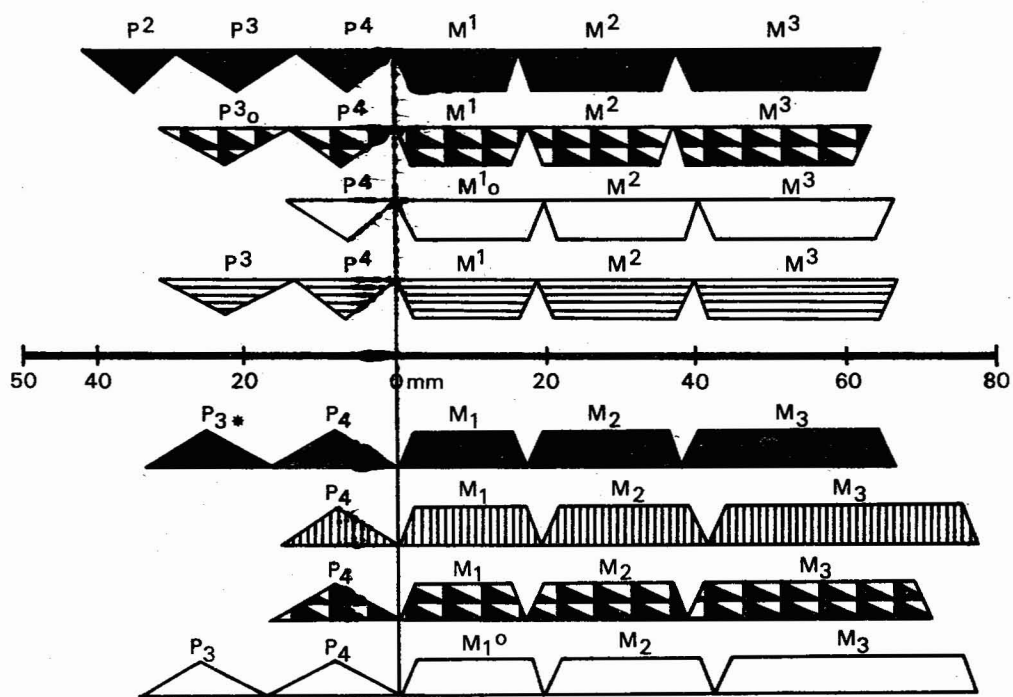 P² P³ P⁴ M¹ M² M³
P³o P⁴ M¹ M² M³
P⁴ M¹o M² M³
P³ P⁴ M¹ M² M³
50 40 20 0 mm 20 40 60 80
P₃* P₄ M₁ M₂ M₃
P₄ M₁ M₂ M₃
P₄ M₁ M₂ M₃
P₃ P₄ M₁o M₂ M₃